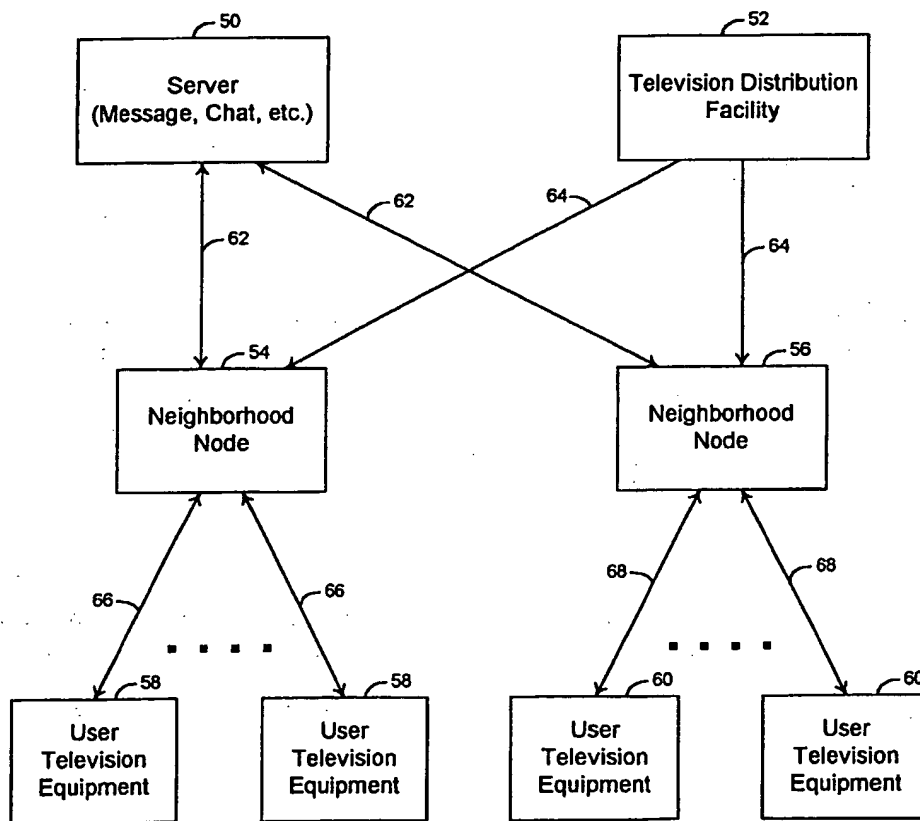 50
52
Server
(Message, Chat, etc.)
Television Distribution
Facility
62
64
62
64
54
56
Neighborhood
Node
Neighborhood
Node
66
66
68
68
58
58
60
60
User
Television
Equipment
User
Television
Equipment
User
Television
Equipment
User
Television
Equipment